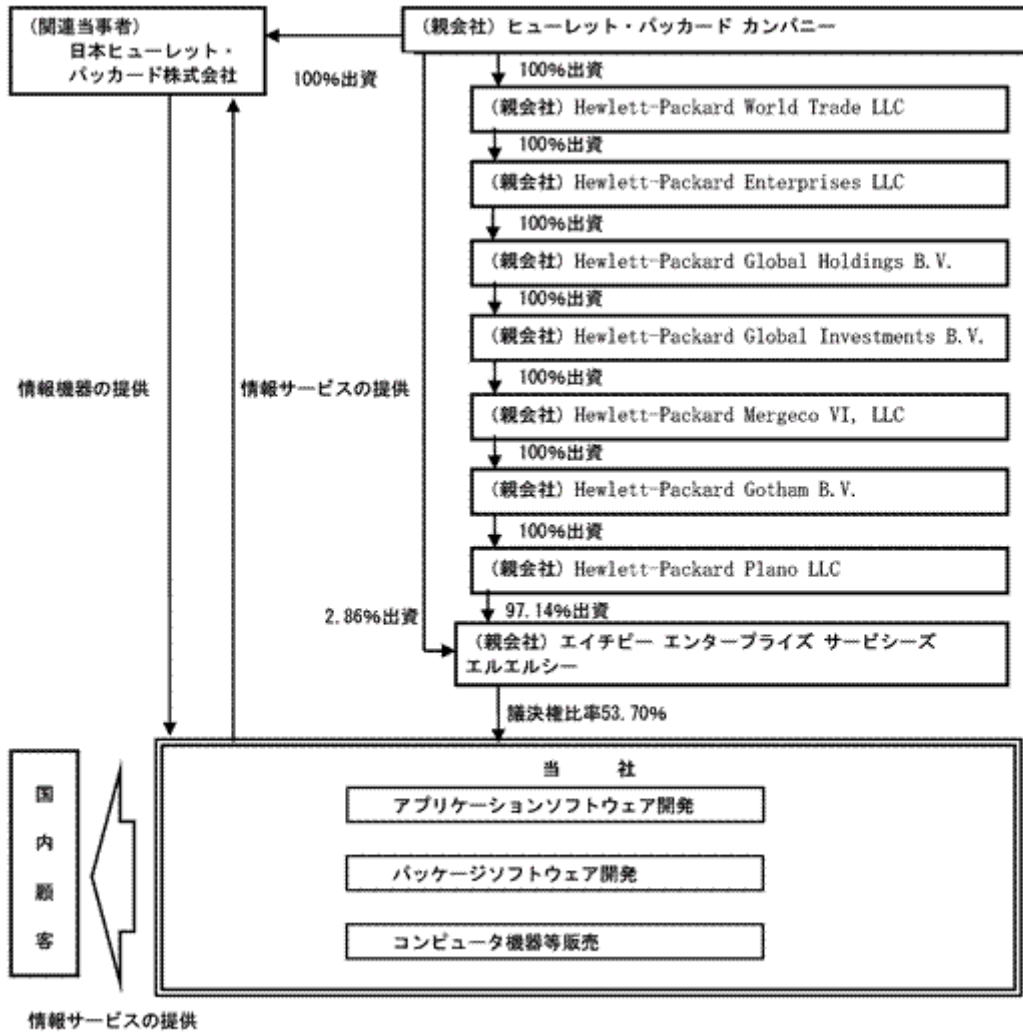 (関連当事者)
日本ヒューレット・
パッカード株式会社
(親会社) ヒューレット・パッカード カンパニー
100%出資
100%出資
(親会社) Hewlett-Packard World Trade LLC
100%出資
(親会社) Hewlett-Packard Enterprises LLC
100%出資
(親会社) Hewlett-Packard Global Holdings B.V.
100%出資
(親会社) Hewlett-Packard Global Investments B.V.
100%出資
(親会社) Hewlett-Packard Mergeco VI, LLC
100%出資
(親会社) Hewlett-Packard Gotham B.V.
100%出資
(親会社) Hewlett-Packard Plano LLC
情報機器の提供
情報サービスの提供
2.86%出資
97.14%出資
(親会社) エイチピー エンタープライズ サービシーズ
エルエルシー
議決権比率53.70%
当 社
アプリケーションソフトウェア開発
パッケージソフトウェア開発
コンピュータ機器等販売
国内顧客
情報サービスの提供